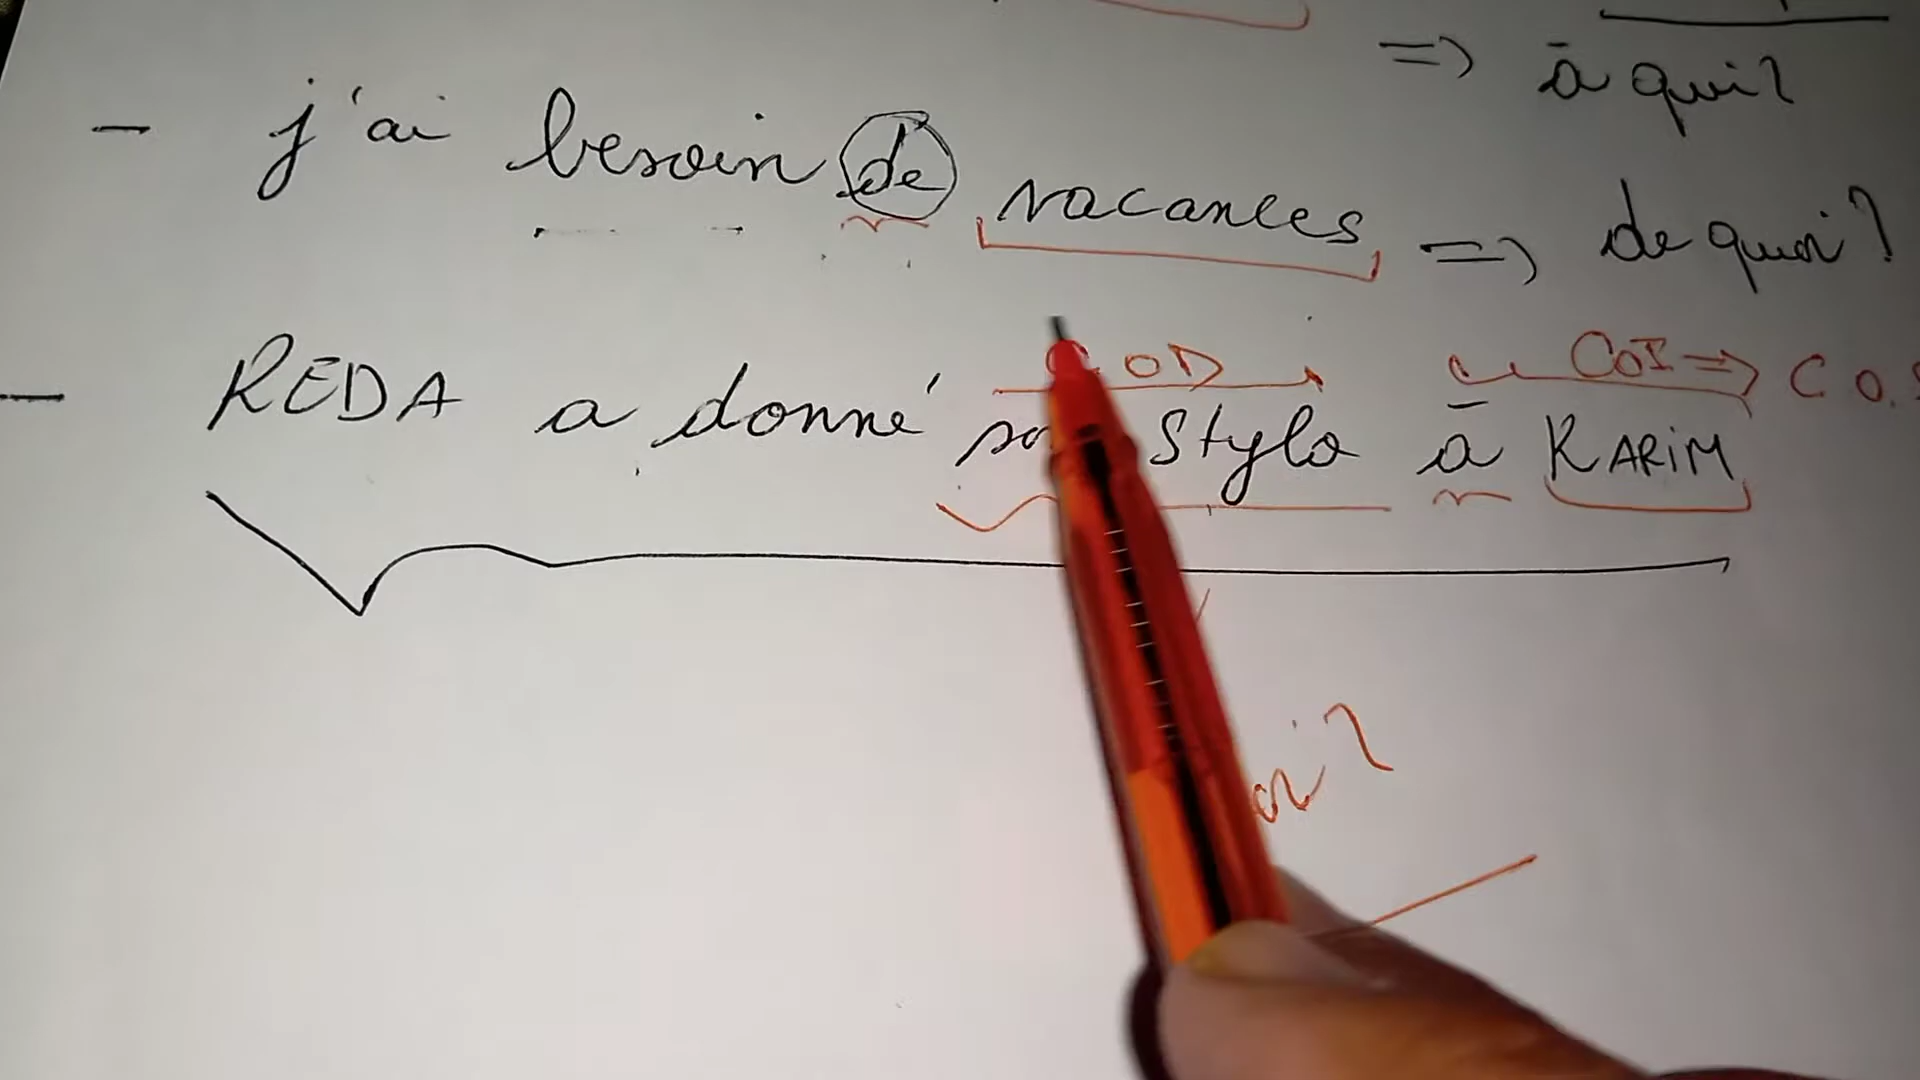 => à qui?
- j'ai besoin de vacances => de quoi?
COD COI =>
- REDA a donné Stylo à KARIM